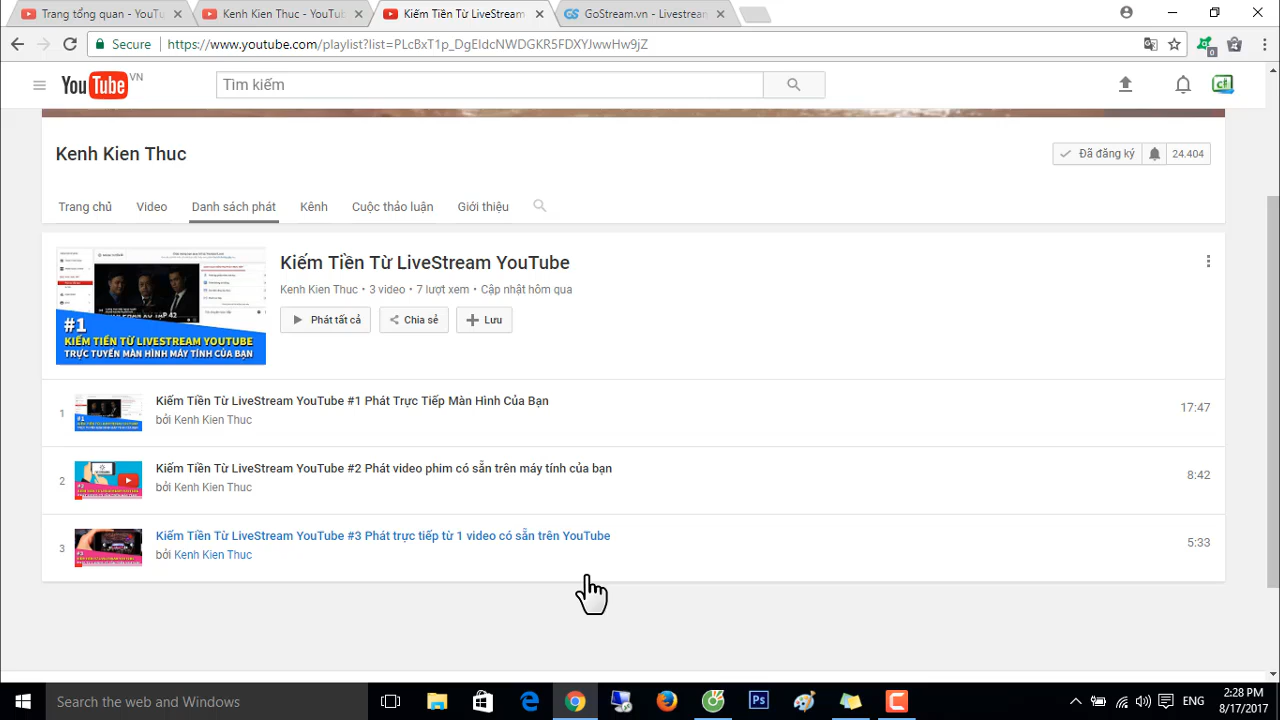 Trang tổng quan - YouTu
Kenh Kien Thuc - YouTub
Kiếm Tiền Từ LiveStream
GoStream.vn - Livestream
Secure
https://www.youtube.com/playlist?list=PLcBxT1p_DgEIdcNWDGKR5FDXYJwwHw9jZ
0
YouTube VN
Tìm kiếm
Kenh Kien Thuc
Đã đăng ký
24.404
Trang chủ
Video
Danh sách phát
Kênh
Cuộc thảo luận
Giới thiệu
#1
KIẾM TIỀN TỪ LIVESTREAM YOUTUBE
TRỰC TUYẾN MÀN HÌNH MÁY TÍNH CỦA BẠN
Kiếm Tiền Từ LiveStream YouTube
Kenh Kien Thuc • 3 video • 7 lượt xem • Cập nhật hôm qua
Phát tất cả
Chia sẻ
Lưu
1
Kiếm Tiền Từ LiveStream YouTube #1 Phát Trực Tiếp Màn Hình Của Bạn
bởi Kenh Kien Thuc
17:47
2
Kiếm Tiền Từ LiveStream YouTube #2 Phát video phim có sẵn trên máy tính của bạn
bởi Kenh Kien Thuc
8:42
3
Kiếm Tiền Từ LiveStream YouTube #3 Phát trực tiếp từ 1 video có sẵn trên YouTube
bởi Kenh Kien Thuc
5:33
Search the web and Windows
Ps
ENG
2:28 PM
8/17/2017